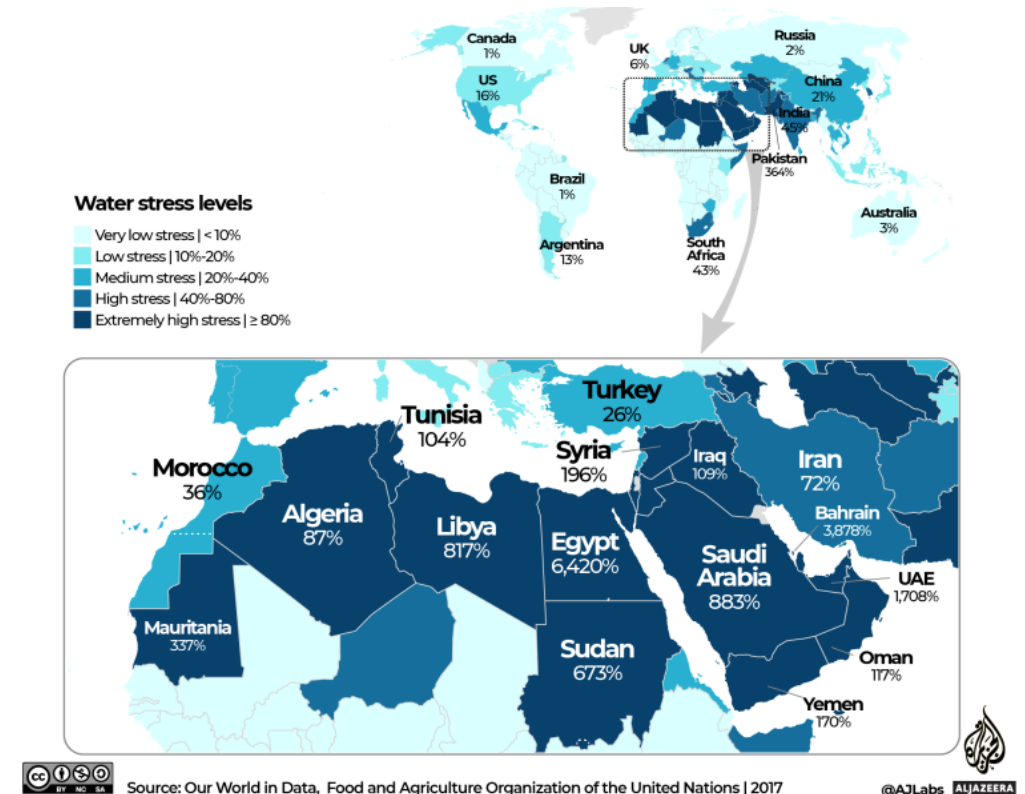 Canada
1%
US
16%
UK
6%
Russia
2%
China
21%
India
45%
Pakistan
364%
Brazil
1%
Argentina
13%
South
Africa
43%
Australia
3%
Water stress levels
Very low stress | < 10%
Low stress | 10%-20%
Medium stress | 20%-40%
High stress | 40%-80%
Extremely high stress | ≥ 80%
Turkey
26%
Tunisia
104%
Syria
196%
Iraq
109%
Iran
72%
Morocco
36%
Algeria
87%
Libya
817%
Egypt
6,420%
Bahrain
3,878%
Saudi
Arabia
883%
UAE
1,708%
Mauritania
337%
Sudan
673%
Oman
117%
Yemen
170%
cc
BY NC SA
Source: Our World in Data, Food and Agriculture Organization of the United Nations | 2017
@AJLabs
الجزيرة
ALJAZEERA